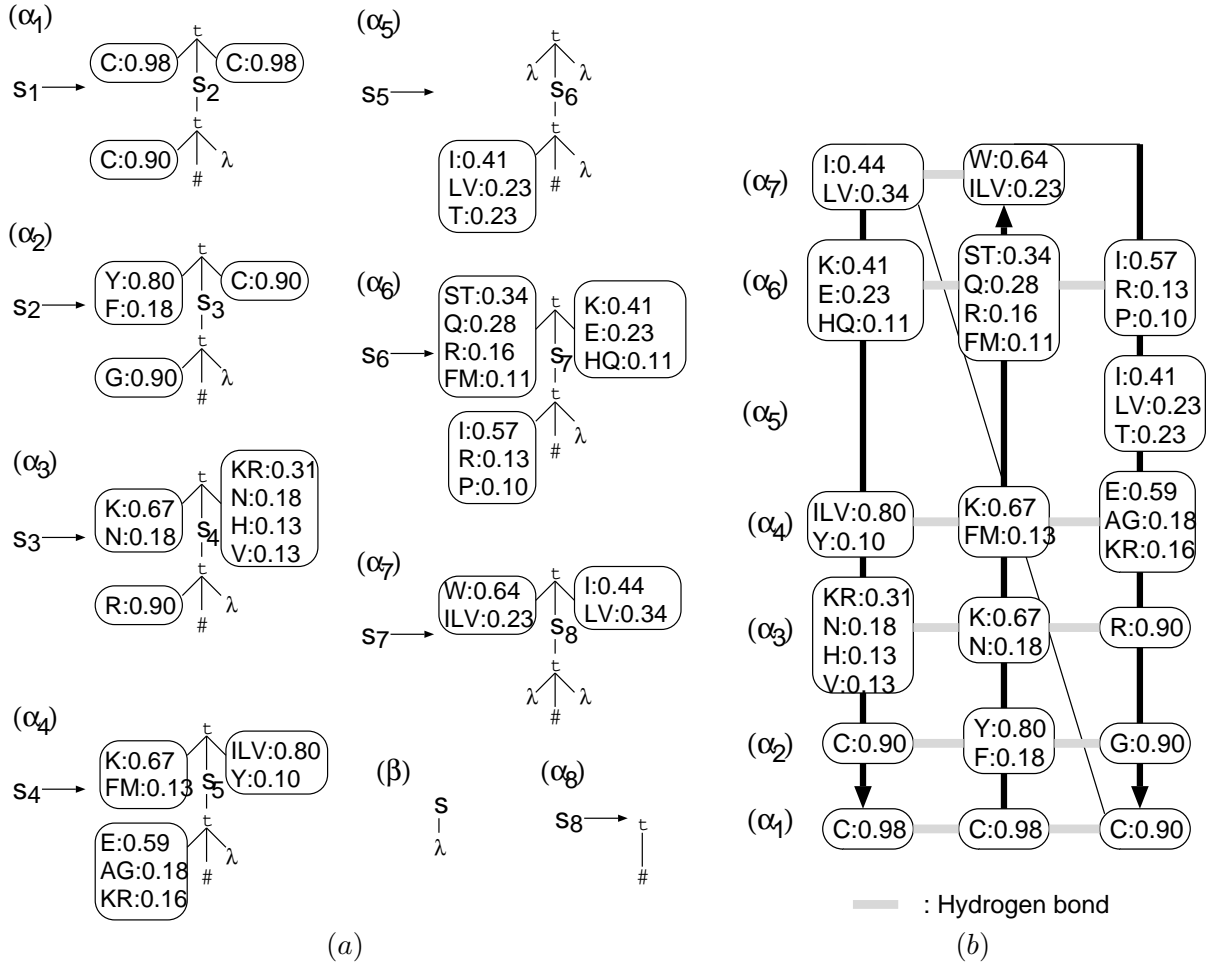 (α1)
t
C:0.98 C:0.98
S1 S2
t
C:0.90 λ
#
(α2)
t
Y:0.80 C:0.90
F:0.18
S2 S3
t
G:0.90 λ
#
(α3)
t
KR:0.31
K:0.67 N:0.18
N:0.18 H:0.13
V:0.13
S3 S4
t
R:0.90 λ
#
(α4)
t
K:0.67 ILV:0.80
FM:0.13 Y:0.10
S4 S5
t
E:0.59 λ
AG:0.18 #
KR:0.16
(α5)
t
λ λ
S5 S6
t
I:0.41 λ
LV:0.23 #
T:0.23
(α6)
t
ST:0.34 K:0.41
Q:0.28 E:0.23
R:0.16 HQ:0.11
FM:0.11
S6 S7
t
I:0.57 λ
R:0.13 #
P:0.10
(α7)
t
W:0.64 I:0.44
ILV:0.23 LV:0.34
S7 S8
t
λ λ
#
(β)
S
λ
(α8)
S8 t
#
(a)
(α7)
I:0.44 W:0.64
LV:0.34 ILV:0.23
(α6)
K:0.41 ST:0.34 I:0.57
E:0.23 Q:0.28 R:0.13
HQ:0.11 R:0.16 P:0.10
FM:0.11
(α5)
I:0.41
LV:0.23
T:0.23
(α4)
ILV:0.80 K:0.67 E:0.59
Y:0.10 FM:0.13 AG:0.18
KR:0.16
(α3)
KR:0.31 K:0.67 R:0.90
N:0.18 N:0.18
H:0.13
V:0.13
(α2)
C:0.90 Y:0.80 G:0.90
F:0.18
(α1)
C:0.98 C:0.98 C:0.90
: Hydrogen bond
(b)